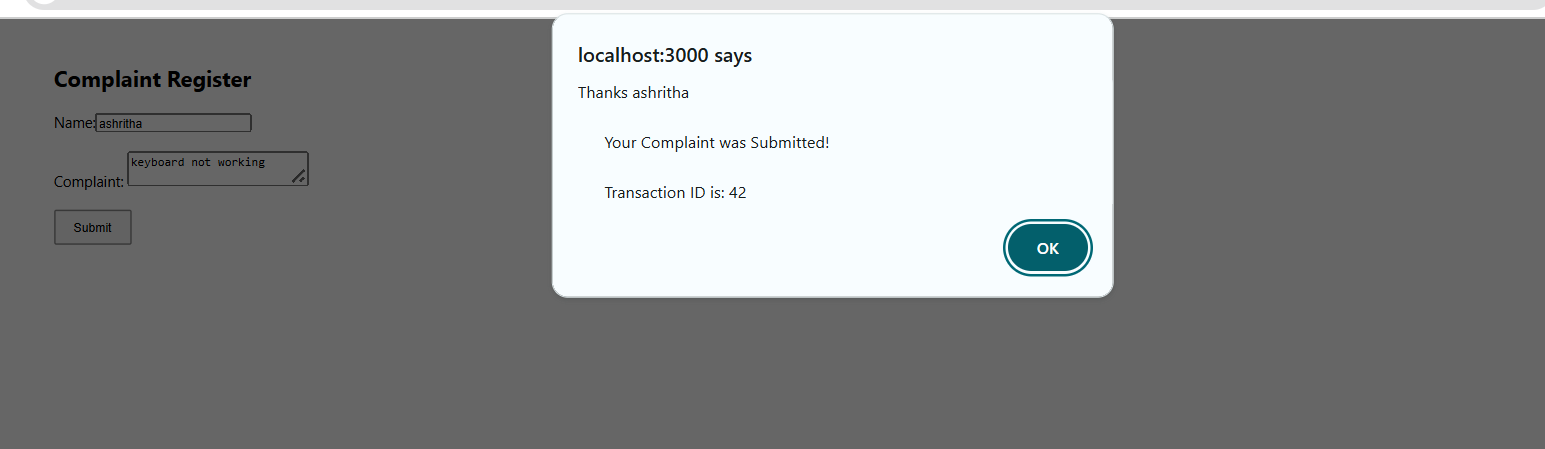 localhost:3000 says
Thanks ashritha
Your Complaint was Submitted!
Transaction ID is: 42
OK
Complaint Register
Name:ashritha
Complaint: keyboard not working
Submit